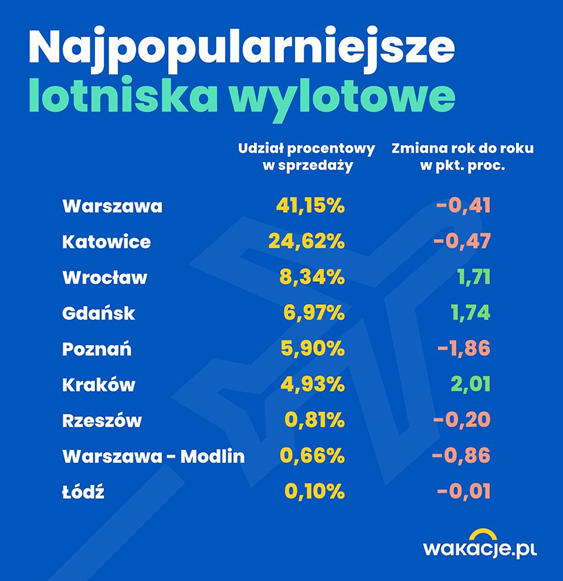 Najpopularniejsze
lotniska wylotowe
Udział procentowy w sprzedaży
Zmiana rok do roku w pkt. proc.
Warszawa 41,15% -0,41
Katowice 24,62% -0,47
Wrocław 8,34% 1,71
Gdańsk 6,97% 1,74
Poznań 5,90% -1,86
Kraków 4,93% 2,01
Rzeszów 0,81% -0,20
Warszawa - Modlin 0,66% -0,86
Łódź 0,10% -0,01
wakacje.pl